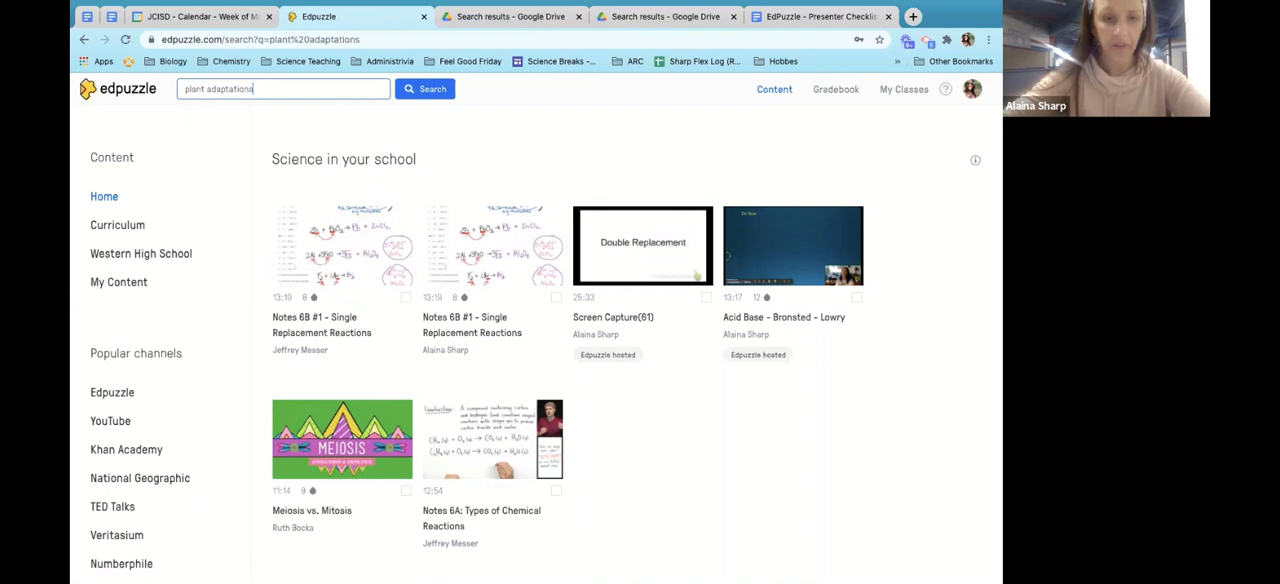 JCISD - Calendar - Week of M
Edpuzzle
Search results - Google Drive
Search results - Google Drive
EdPuzzle - Presenter Checklis
edpuzzle.com/search?q=plant%20adaptations
Apps
Biology
Chemistry
Science Teaching
Administrivia
Feel Good Friday
Science Breaks -...
ARC
Sharp Flex Log (R...
Hobbes
Other Bookmarks
Alaina Sharp
edpuzzle
plant adaptations
Search
Content
Gradebook
My Classes
Content
Home
Curriculum
Western High School
My Content
Popular channels
Edpuzzle
YouTube
Khan Academy
National Geographic
TED Talks
Veritasium
Numberphile
Science in your school
13:19 8
Notes 6B #1 - Single
Replacement Reactions
Jeffrey Messer
13:19 8
Notes 6B #1 - Single
Replacement Reactions
Alaina Sharp
Double Replacement
25:33
Screen Capture(61)
Alaina Sharp
Edpuzzle hosted
Do Now
13:17 12
Acid Base - Bronsted - Lowry
Alaina Sharp
Edpuzzle hosted
MEIOSIS
11:14 9
Meiosis vs. Mitosis
Ruth Bocka
12:54
Notes 6A: Types of Chemical
Reactions
Jeffrey Messer